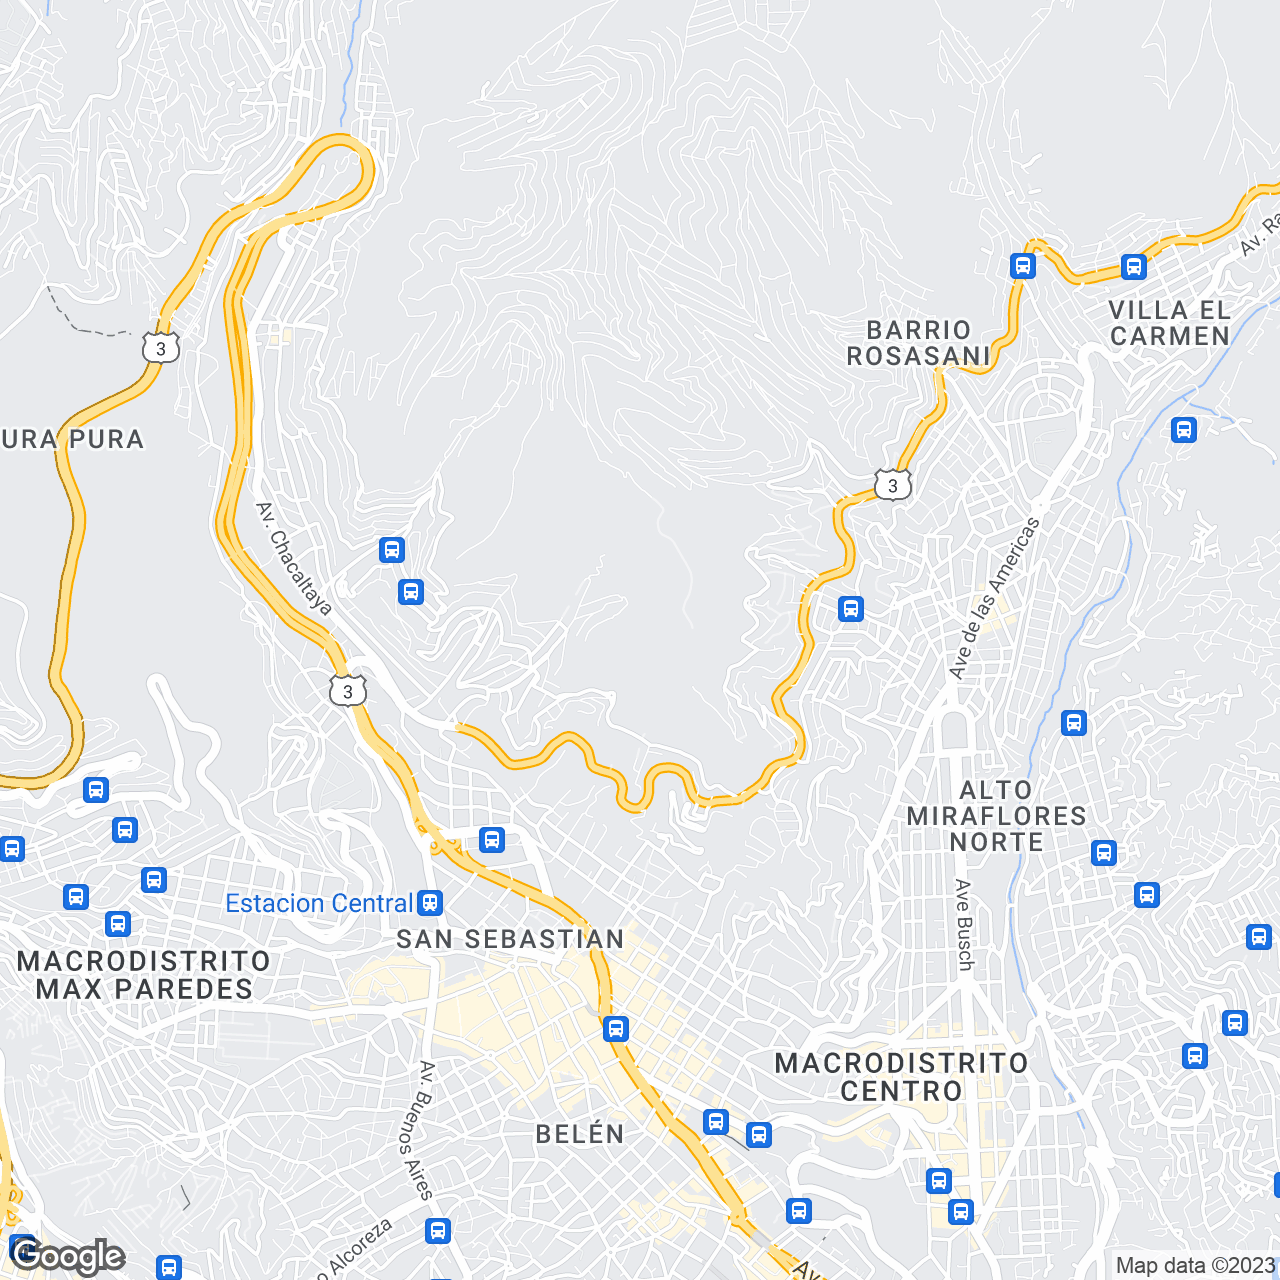 Av. Ra
VILLA EL
CARMEN
BARRIO
ROSASANI
3
URA PURA
3
Av. Chacaltaya
Ave de las Americas
3
ALTO
MIRAFLORES
NORTE
Estacion Central
Ave Busch
SAN SEBASTIAN
MACRODISTRITO
MAX PAREDES
MACRODISTRITO
CENTRO
Av. Buenos Aires
BELÉN
o Alcoreza
Av
Google
Map data ©2023